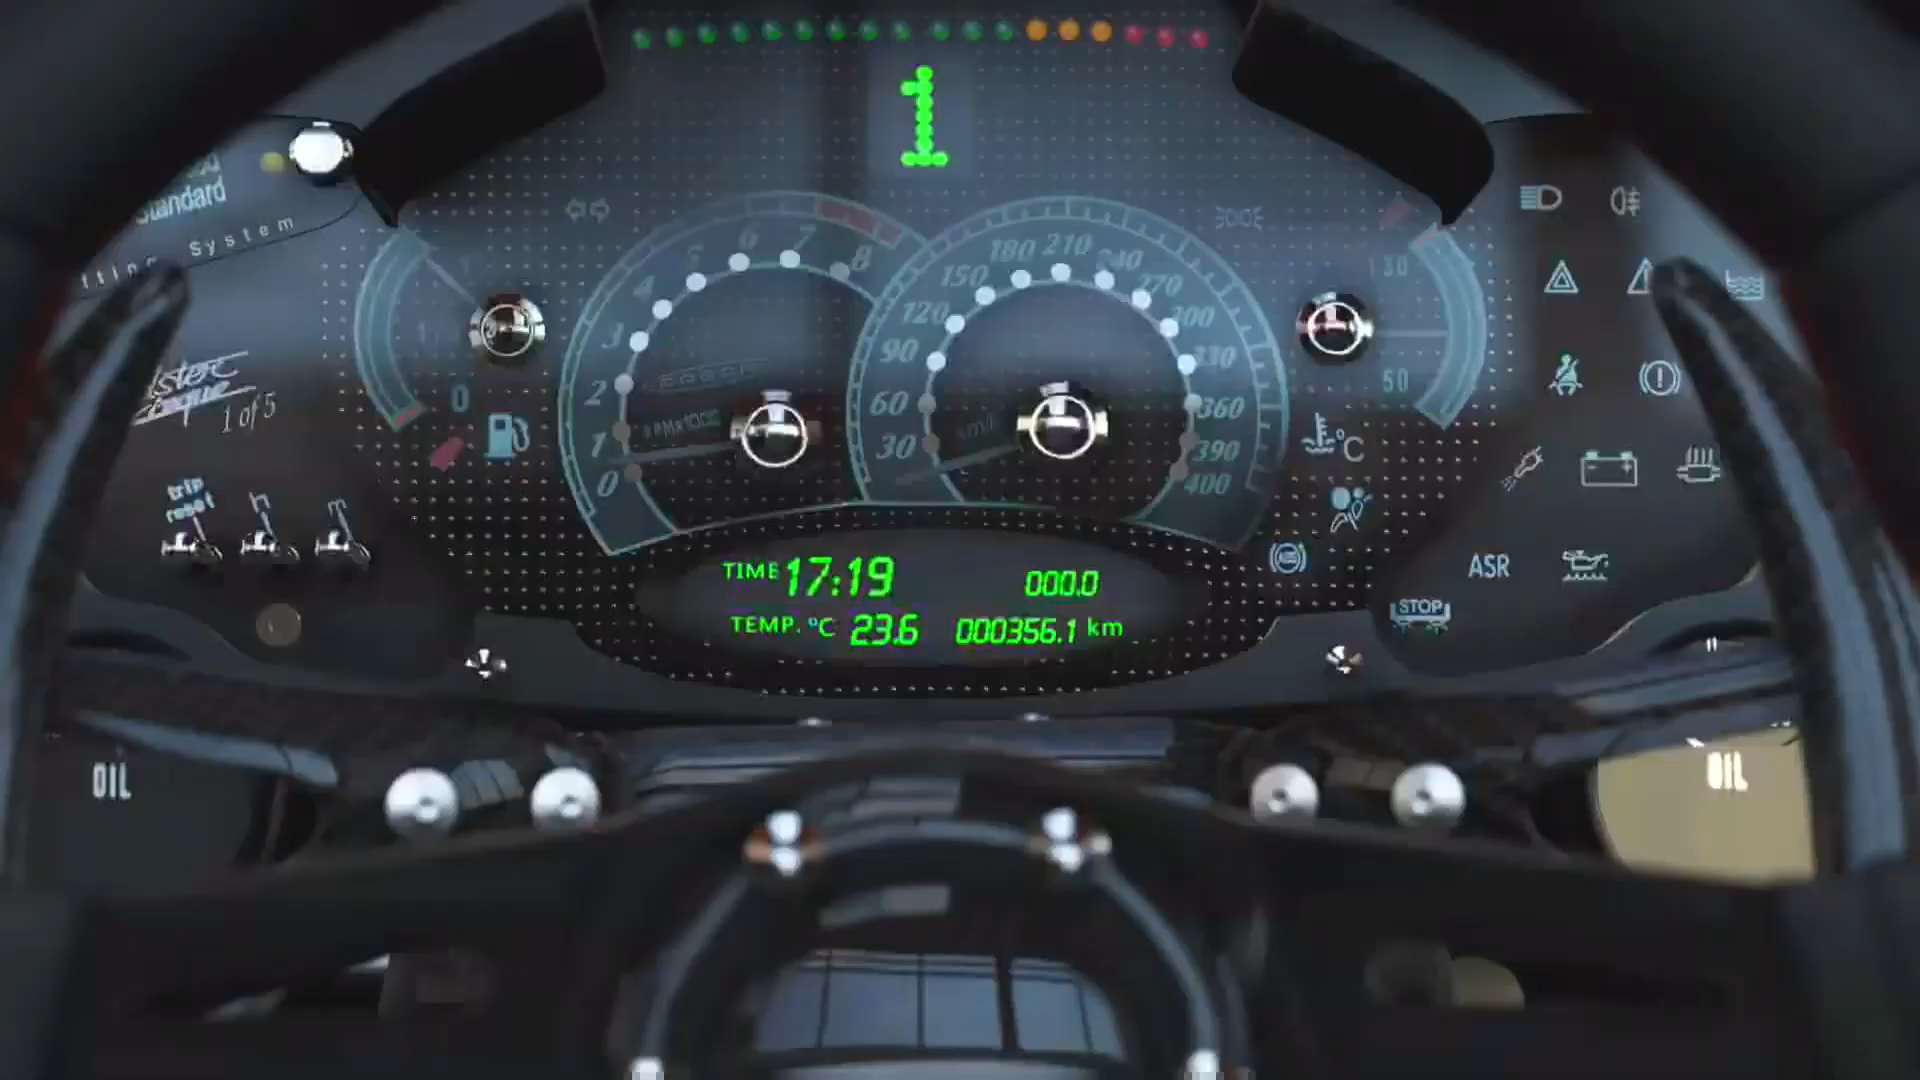 1
Standard
System
180 210 240
150 270
120 300
90 330
60 360
30 390
400
8
7
6
5
4
3
2
1
0
RPMx1000
km/h
130
50
°C
0
1 of 5
trip
reset
TIME 17:19 000.0
TEMP. °C 23.6 000356.1 km
ABS
ASR
STOP
OIL
OIL